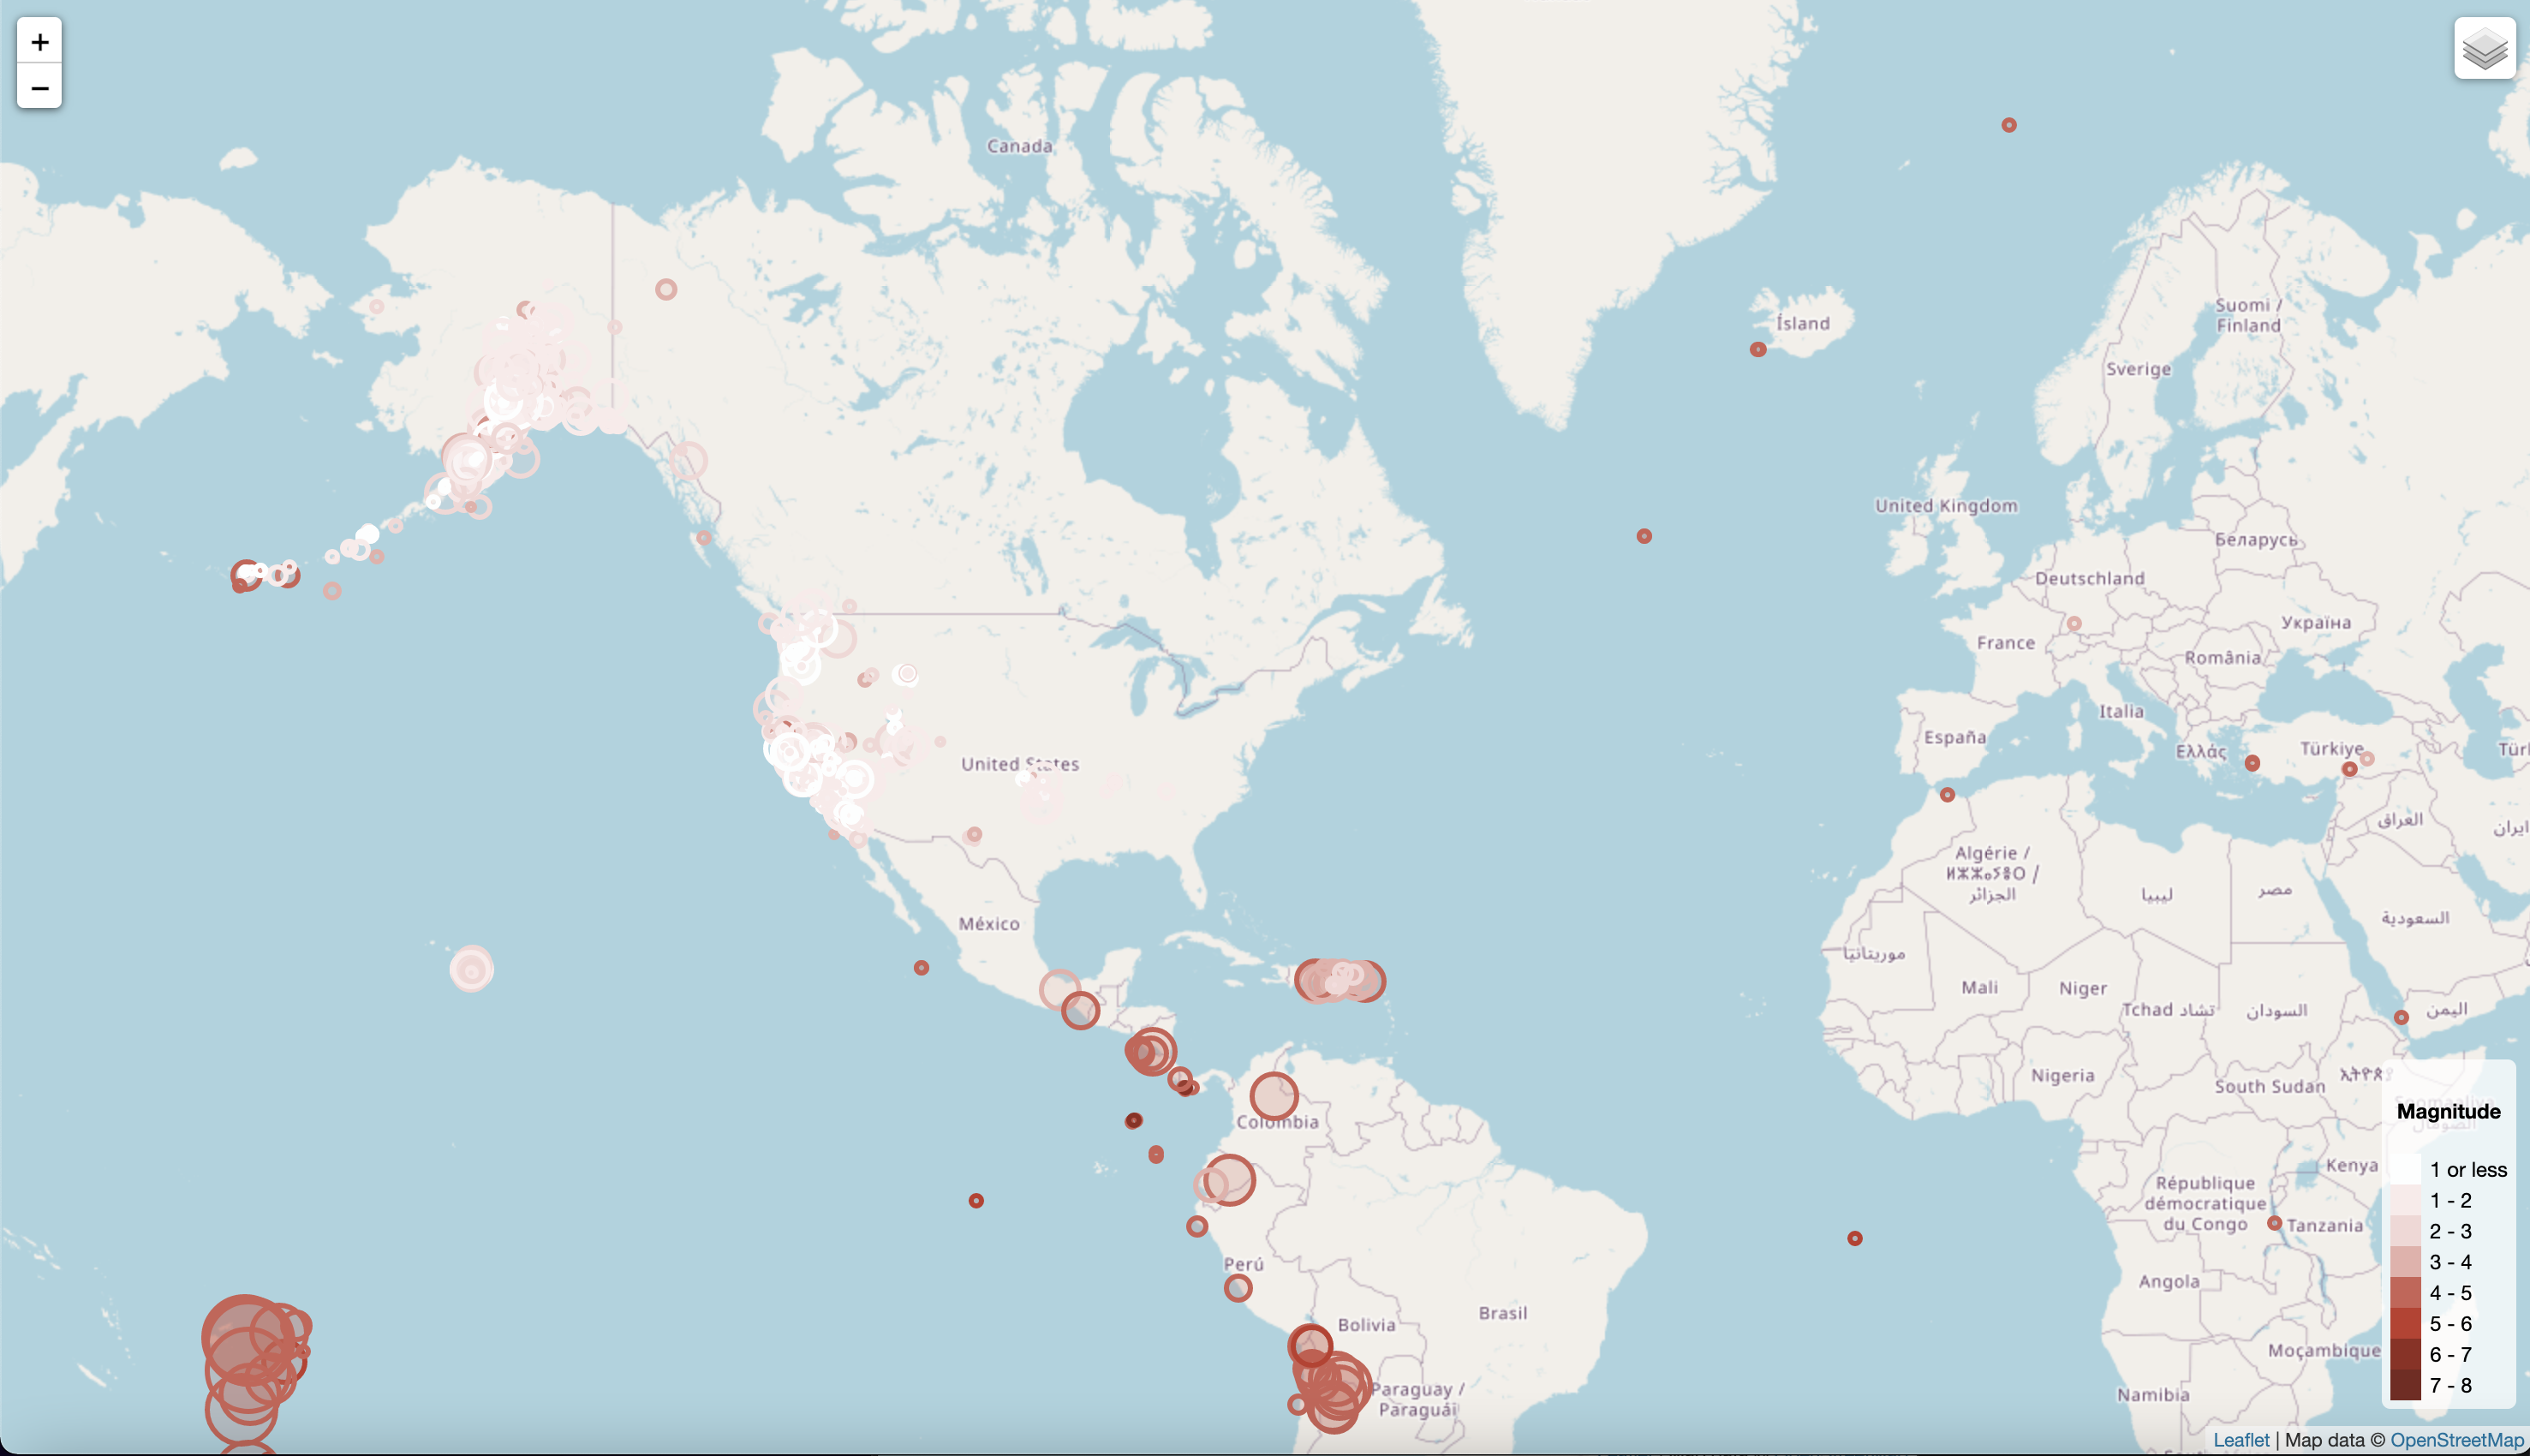 +
−
Canada
Ísland
Suomi /
Finland
Sverige
United Kingdom
Беларусь
Deutschland
Україна
France
România
Italia
España
Ελλάς
Türkiye
United States
العراق
Algérie /
ⵍⵣⵣⴰⵢⴻⵔ /
الجزائر
ليبيا
مصر
السعودية
México
موريتانيا
Mali
Niger
Tchad تشاد
السودان
اليمن
Nigeria
South Sudan
Colombia
Kenya
République
démocratique
du Congo
Tanzania
Perú
Angola
Bolivia
Brasil
Moçambique
Paraguay /
Paraguái
Namibia
Magnitude
1 or less
1 - 2
2 - 3
3 - 4
4 - 5
5 - 6
6 - 7
7 - 8
Leaflet | Map data © OpenStreetMap